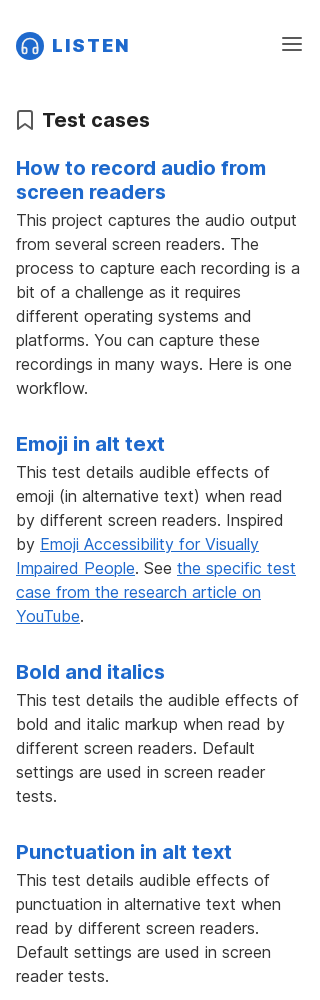 LISTEN
Test cases
How to record audio from
screen readers
This project captures the audio output
from several screen readers. The
process to capture each recording is a
bit of a challenge as it requires
different operating systems and
platforms. You can capture these
recordings in many ways. Here is one
workflow.
Emoji in alt text
This test details audible effects of
emoji (in alternative text) when read
by different screen readers. Inspired
by Emoji Accessibility for Visually
Impaired People. See the specific test
case from the research article on
YouTube.
Bold and italics
This test details the audible effects of
bold and italic markup when read by
different screen readers. Default
settings are used in screen reader
tests.
Punctuation in alt text
This test details audible effects of
punctuation in alternative text when
read by different screen readers.
Default settings are used in screen
reader tests.